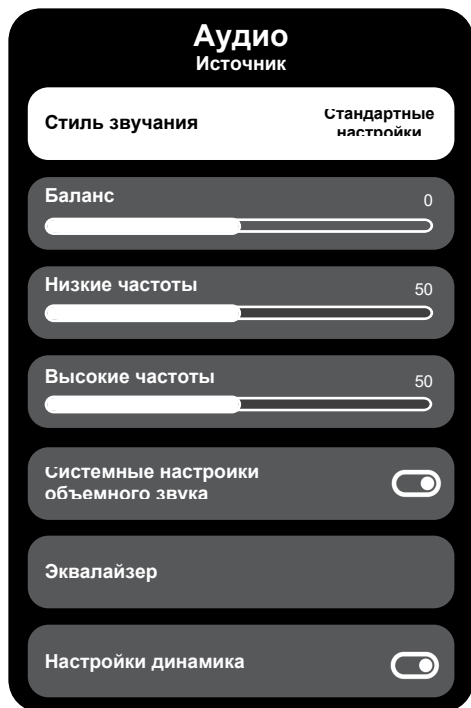 Аудио
Источник
Стиль звучания
Стандартные
настройки
Баланс
0
Низкие частоты
50
Высокие частоты
50
Системные настройки
объемного звука
Эквалайзер
Настройки динамика